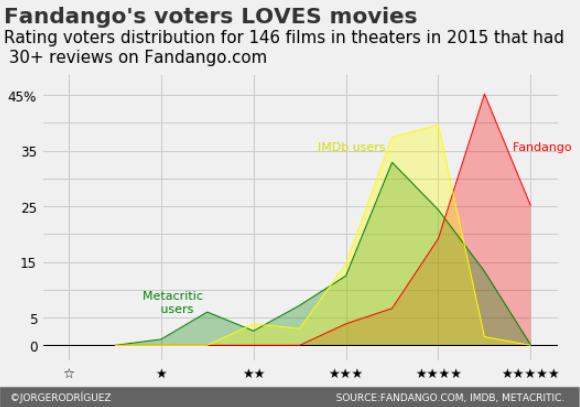 Fandango's voters LOVES movies
Rating voters distribution for 146 films in theaters in 2015 that had
30+ reviews on Fandango.com
45%
35
25
15
5
0
IMDb users
Fandango
Metacritic
users
☆ ★ ★★ ★★★ ★★★★ ★★★★★
©JORGERODRÍGUEZ SOURCE:FANDANGO.COM, IMDB, METACRITIC.